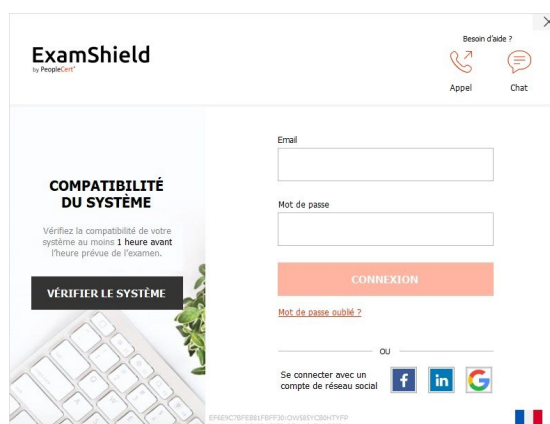 Besoin d'aide ?
ExamShield
by PeopleCert
Appel
Chat
Email
COMPATIBILITÉ
DU SYSTÈME
Mot de passe
Vérifiez la compatibilité de votre
système au moins 1 heure avant
l'heure prévue de l'examen.
VÉRIFIER LE SYSTÈME
CONNEXION
Mot de passe oublié ?
OU
Se connecter avec un
compte de réseau social
f
in
G